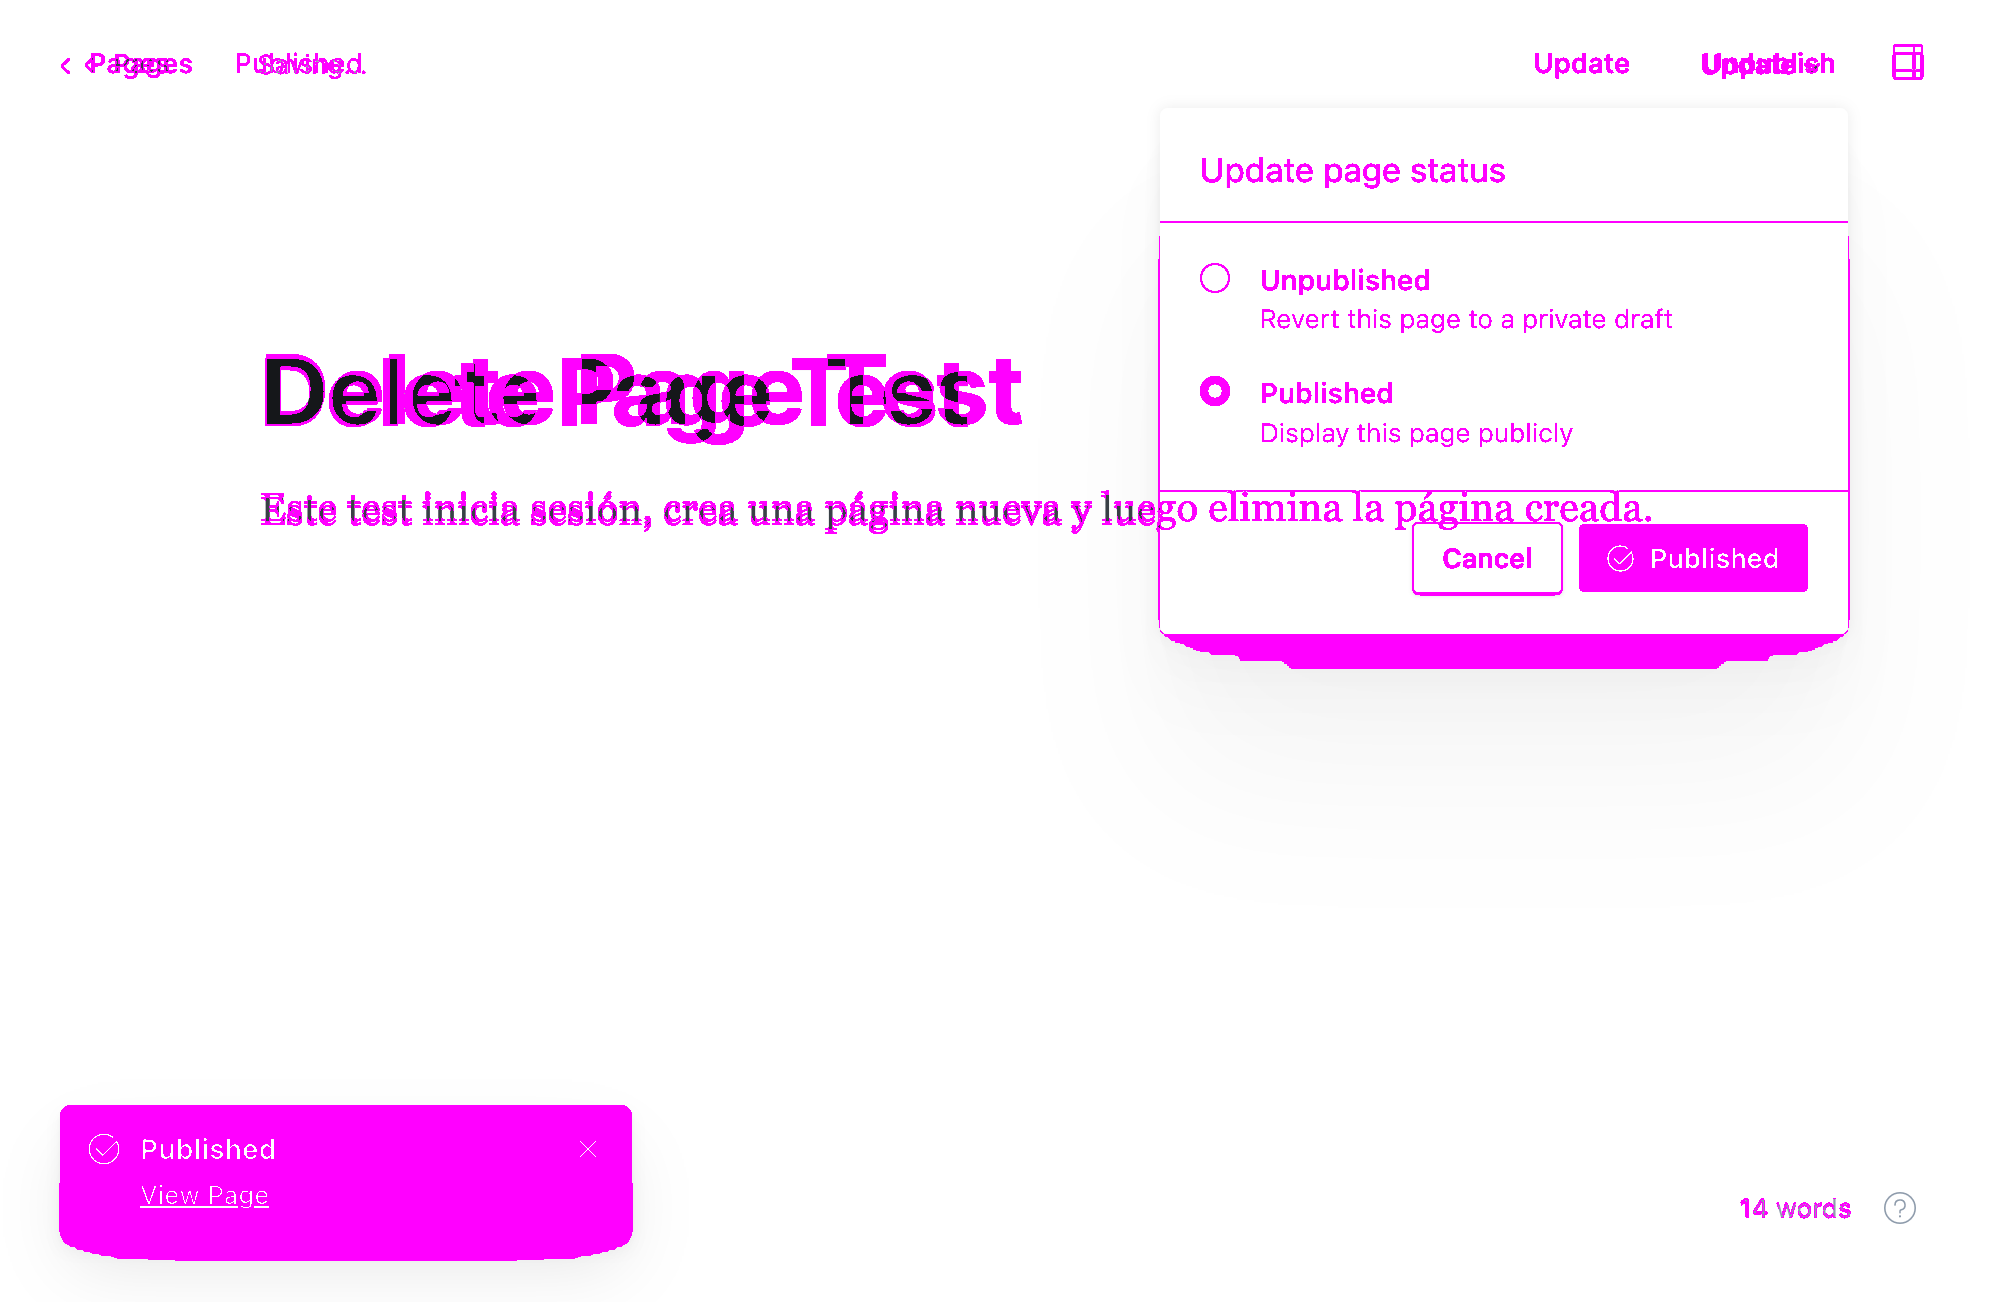 Pages Published Saving... Update Unpublish
Update page status
Unpublished
Revert this page to a private draft
Delete Page Test
Published
Display this page publicly
Este test inicia sesión, crea una página nueva y luego elimina la página creada.
Cancel Published
Published
View Page
14 words ?